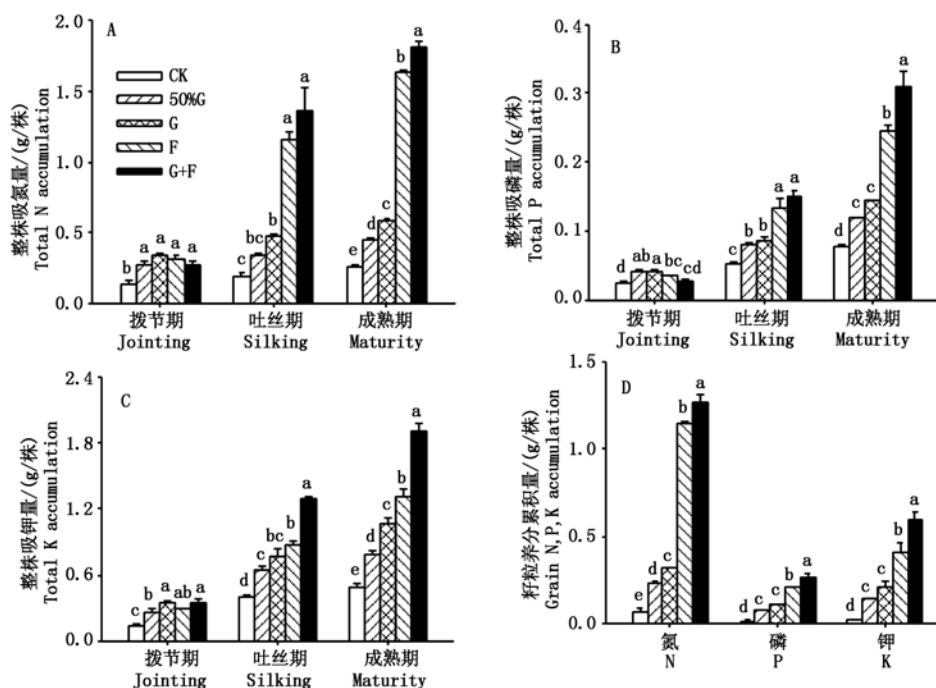 A
整株吸氮量/(g/株)
Total N accumulation
2.0
1.5
1.0
0.5
0.0
CK
50%G
G
F
G+F
b a a a a
c bc b a a
e d c b a
拨节期 吐丝期 成熟期
Jointing Silking Maturity
B
整株吸磷量/(g/株)
Total P accumulation
0.4
0.3
0.2
0.1
0.0
d ab a bc cd
c b b a a
d c c b a
拨节期 吐丝期 成熟期
Jointing Silking Maturity
C
整株吸钾量/(g/株)
Total K accumulation
2.4
1.8
1.2
0.6
0.0
c b a ab a
d c bc b a
e d c b a
拨节期 吐丝期 成熟期
Jointing Silking Maturity
D
籽粒养分累积量/(g/株)
Grain N,P,K accumulation
1.5
1.0
0.5
0.0
e d c b a
d c c b a
d c c b a
氮 磷 钾
N P K